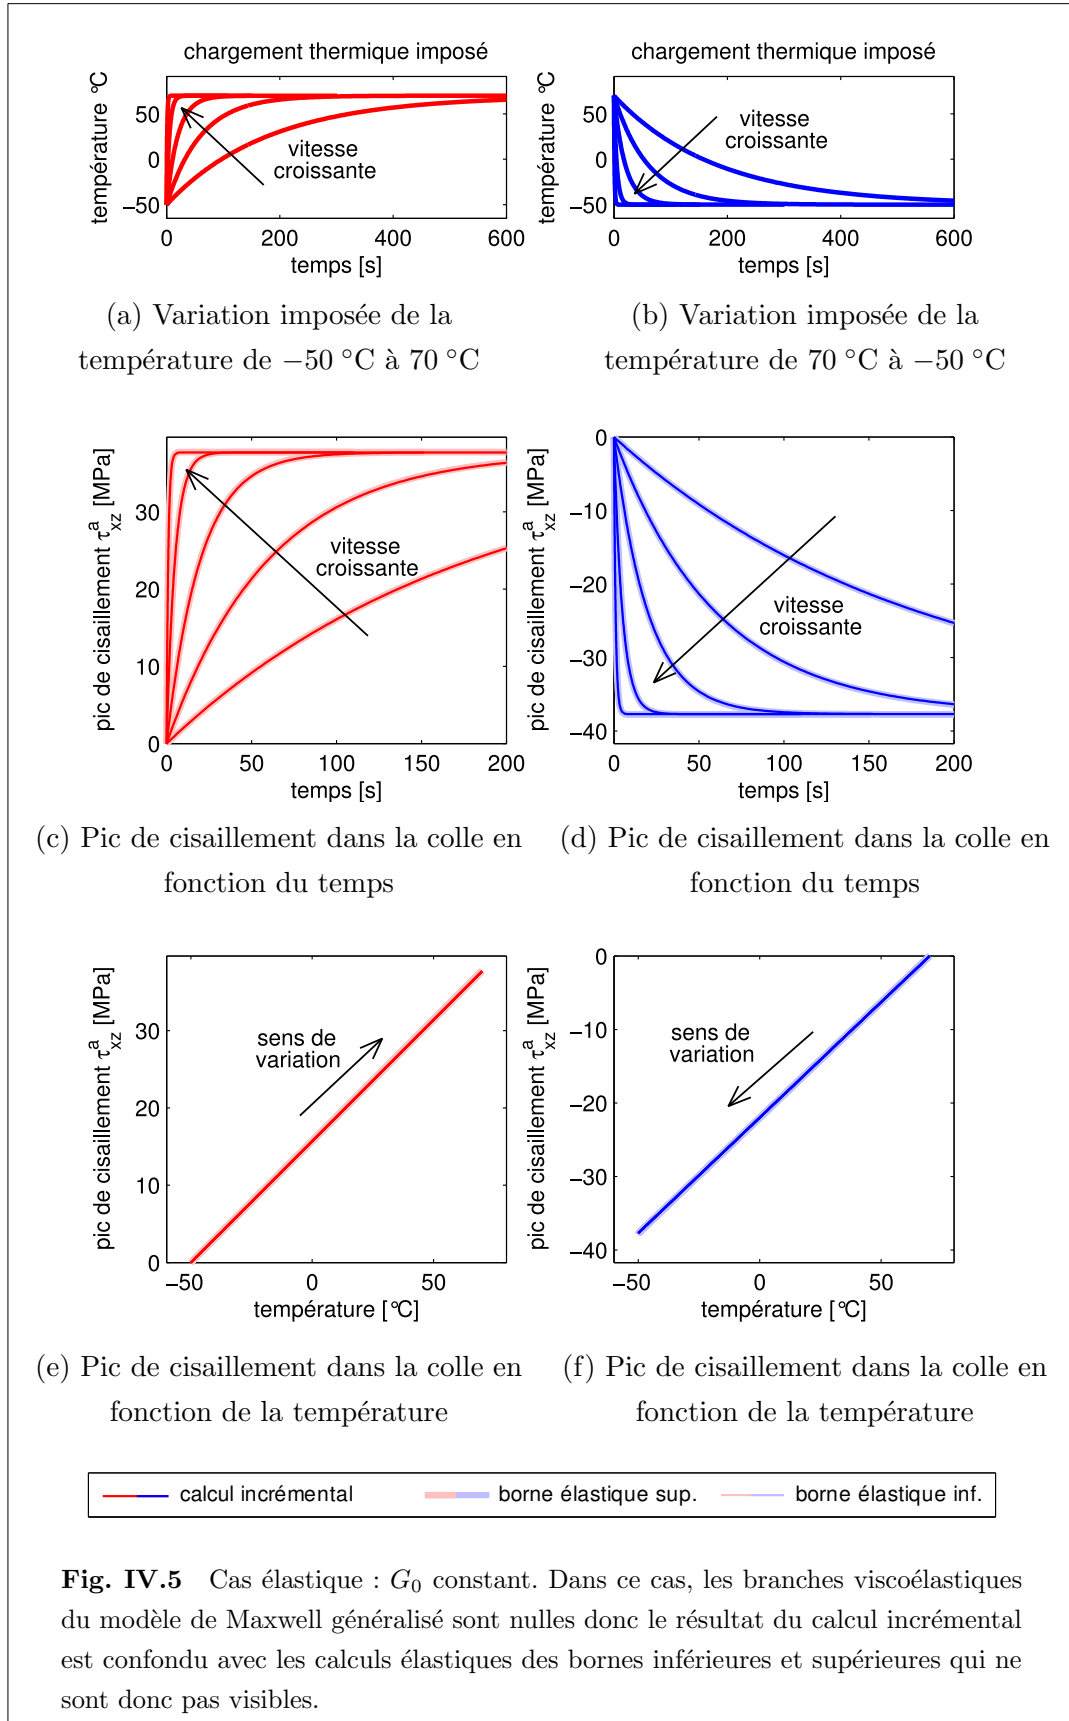 chargement thermique imposé
température °C
50
0
−50
vitesse
croissante
0
200
400
600
temps [s]
(a) Variation imposée de la
température de −50 °C à 70 °C
chargement thermique imposé
température °C
50
0
−50
vitesse
croissante
0
200
400
600
temps [s]
(b) Variation imposée de la
température de 70 °C à −50 °C
pic de cisaillement τ^a_xz [MPa]
30
20
10
0
vitesse
croissante
0
50
100
150
200
temps [s]
(c) Pic de cisaillement dans la colle en
fonction du temps
pic de cisaillement τ^a_xz [MPa]
0
−10
−20
−30
−40
vitesse
croissante
0
50
100
150
200
temps [s]
(d) Pic de cisaillement dans la colle en
fonction du temps
pic de cisaillement τ^a_xz [MPa]
30
20
10
0
sens de
variation
−50
0
50
température [°C]
(e) Pic de cisaillement dans la colle en
fonction de la température
pic de cisaillement τ^a_xz [MPa]
0
−10
−20
−30
−40
sens de
variation
−50
0
50
température [°C]
(f) Pic de cisaillement dans la colle en
fonction de la température
calcul incrémental
borne élastique sup.
borne élastique inf.
Fig. IV.5 Cas élastique : G₀ constant. Dans ce cas, les branches viscoélastiques
du modèle de Maxwell généralisé sont nulles donc le résultat du calcul incrémental
est confondu avec les calculs élastiques des bornes inférieures et supérieures qui ne
sont donc pas visibles.